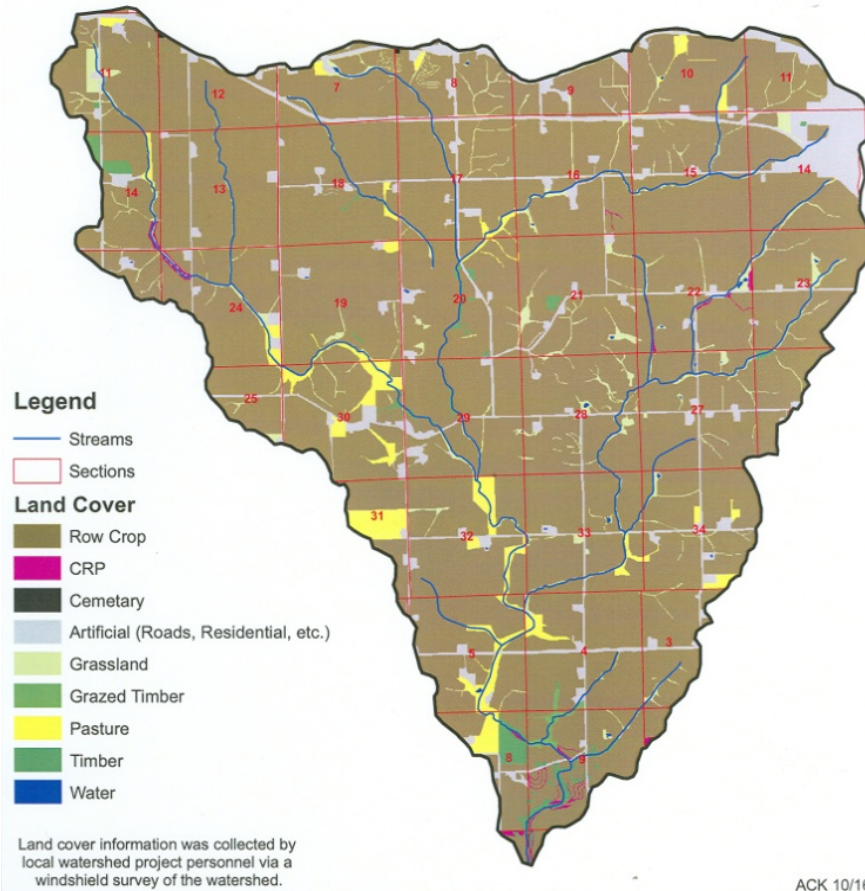 11
12
7
8
9
10
11
14
13
18
17
16
15
14
24
19
20
21
22
23
25
30
29
28
27
31
32
33
34
5
4
3
8
9
Legend
Streams
Sections
Land Cover
Row Crop
CRP
Cemetary
Artificial (Roads, Residential, etc.)
Grassland
Grazed Timber
Pasture
Timber
Water
Land cover information was collected by
local watershed project personnel via a
windshield survey of the watershed.